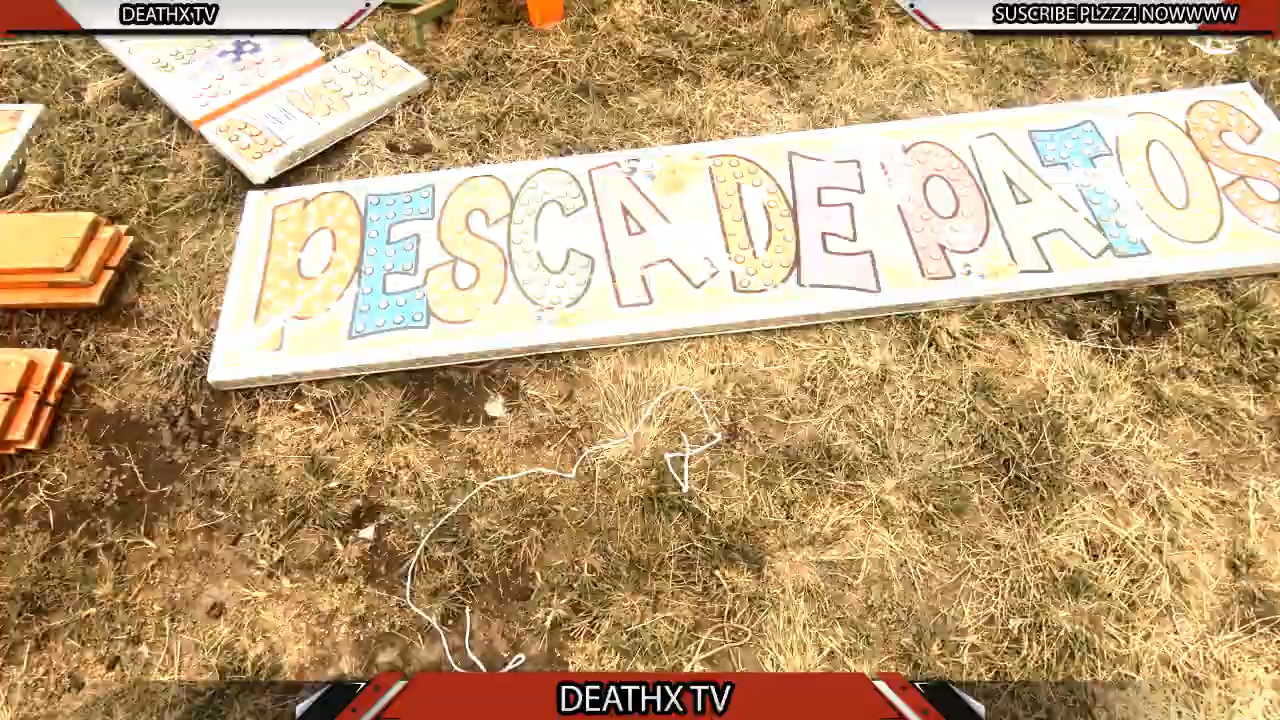 DEATHX TV
SUSCRIBE PLZZZ! NOWWWW
PESCA DE PATOS
DEATHX TV